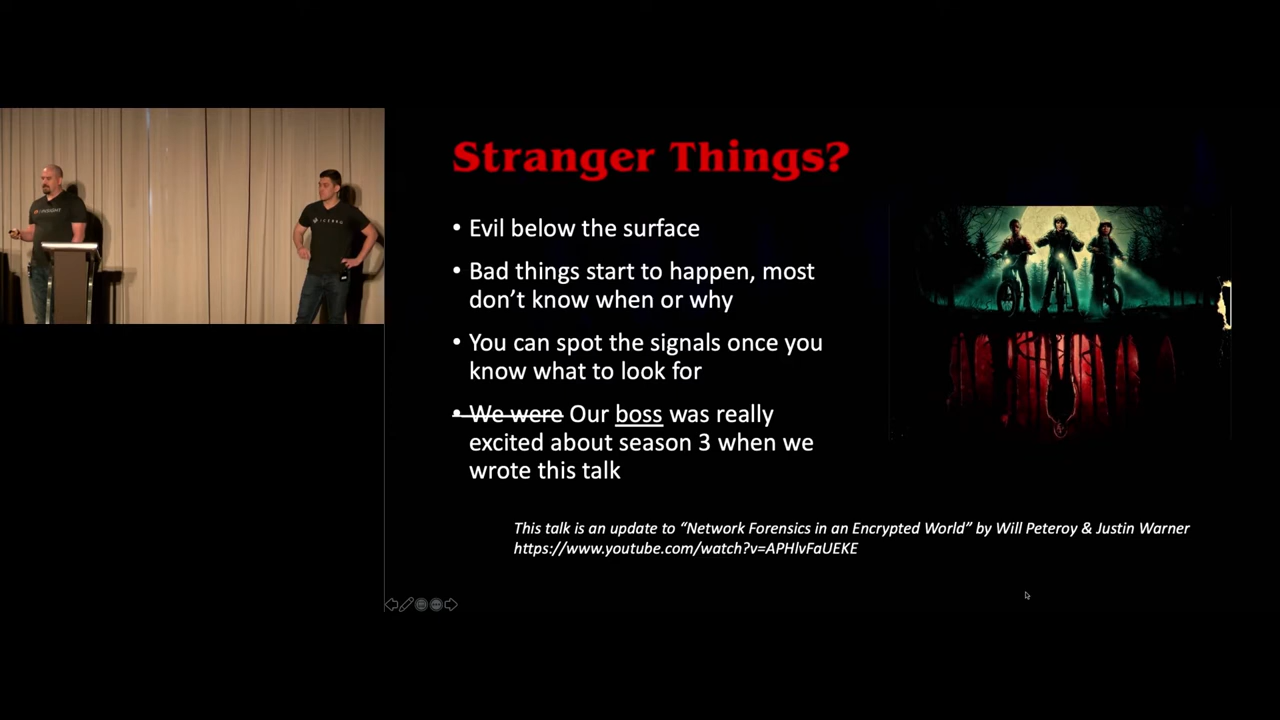 Stranger Things?
• Evil below the surface
• Bad things start to happen, most
don't know when or why
• You can spot the signals once you
know what to look for
• We were Our boss was really
excited about season 3 when we
wrote this talk
This talk is an update to “Network Forensics in an Encrypted World” by Will Peteroy & Justin Warner
https://www.youtube.com/watch?v=APHlvFaUEKE